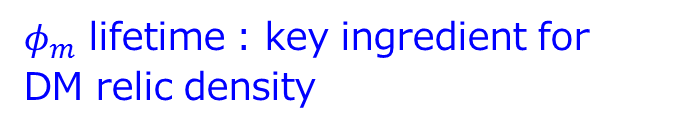 ϕₘ lifetime : key ingredient for
DM relic density